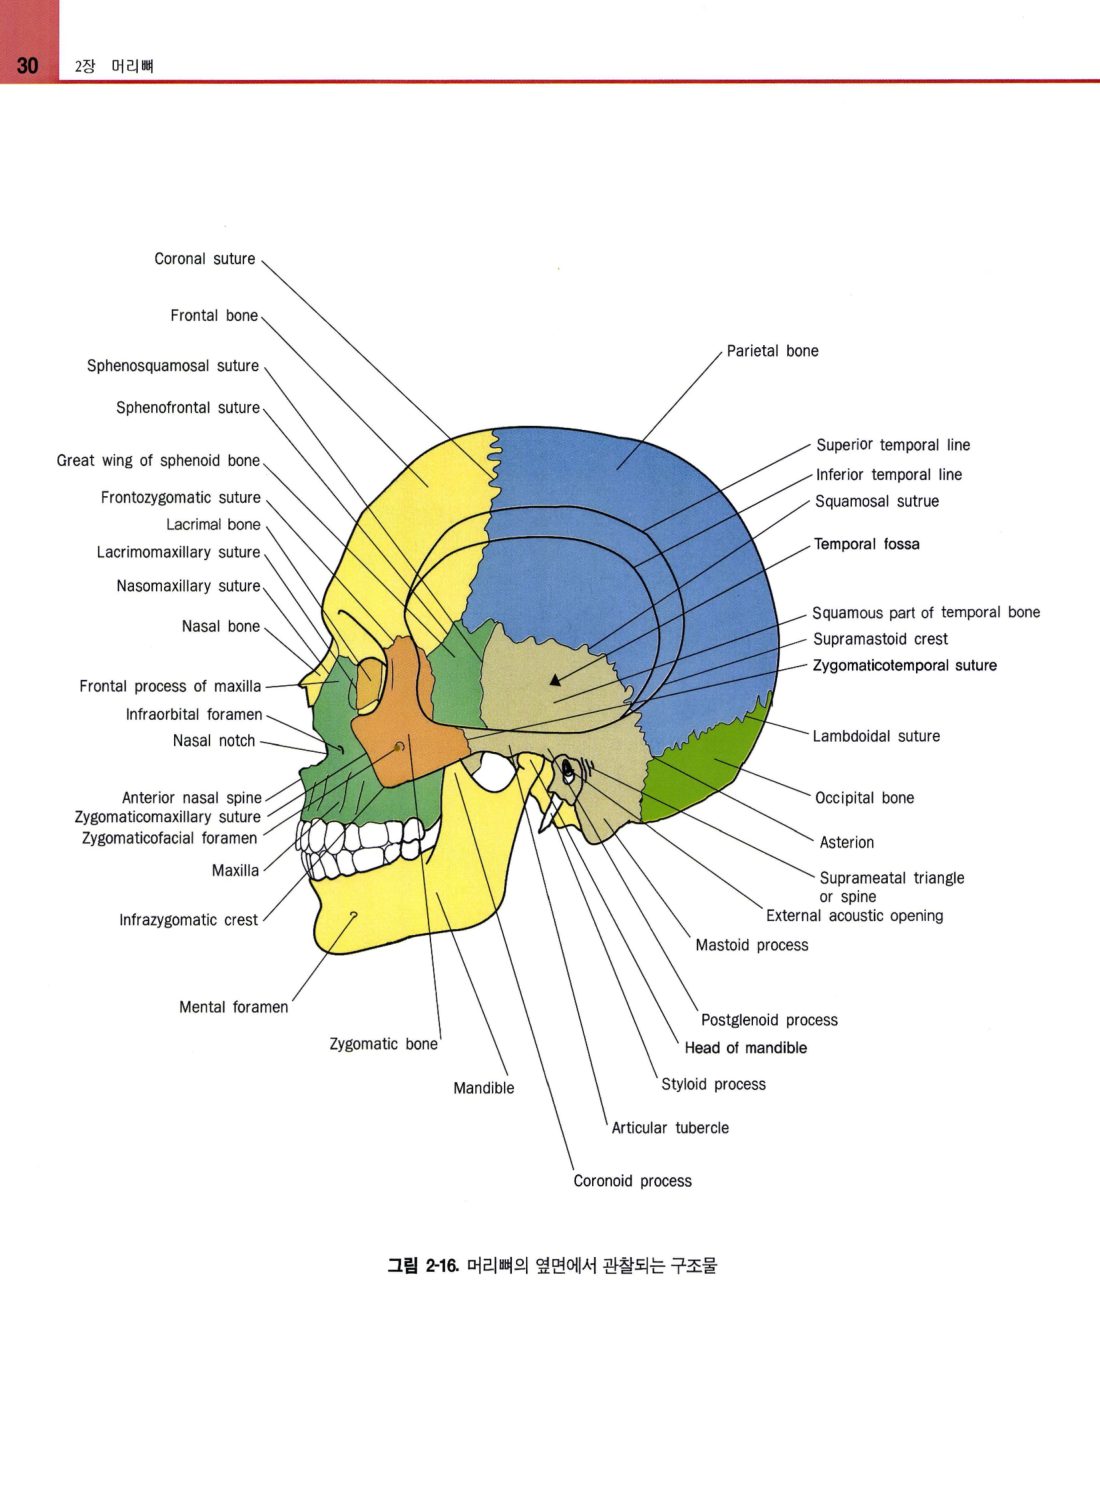 30 2장 머리뼈
Coronal suture
Frontal bone
Sphenosquamosal suture
Sphenofrontal suture
Great wing of sphenoid bone
Frontozygomatic suture
Lacrimal bone
Lacrimomaxillary suture
Nasomaxillary suture
Nasal bone
Frontal process of maxilla
Infraorbital foramen
Nasal notch
Anterior nasal spine
Zygomaticomaxillary suture
Zygomaticofacial foramen
Maxilla
Infrazygomatic crest
Mental foramen
Zygomatic bone
Mandible
Parietal bone
Superior temporal line
Inferior temporal line
Squamosal sutrue
Temporal fossa
Squamous part of temporal bone
Supramastoid crest
Zygomaticotemporal suture
Lambdoidal suture
Occipital bone
Asterion
Suprameatal triangle
or spine
External acoustic opening
Mastoid process
Postglenoid process
Head of mandible
Styloid process
Articular tubercle
Coronoid process
그림 2-16. 머리뼈의 옆면에서 관찰되는 구조물